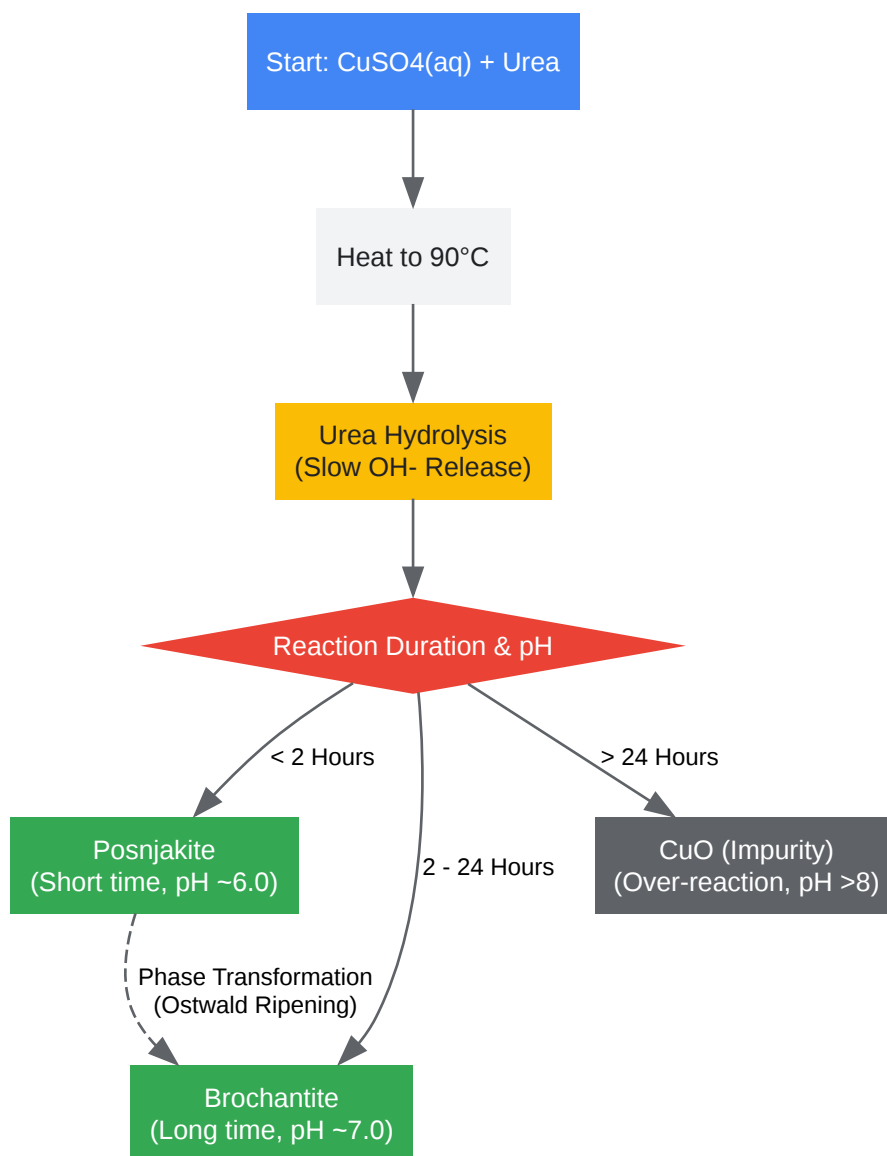 Start: CuSO4(aq) + Urea
Heat to 90°C
Urea Hydrolysis
(Slow OH- Release)
Reaction Duration & pH
< 2 Hours
> 24 Hours
Posnjakite
(Short time, pH ~6.0)
2 - 24 Hours
CuO (Impurity)
(Over-reaction, pH >8)
Phase Transformation
(Ostwald Ripening)
Brochantite
(Long time, pH ~7.0)